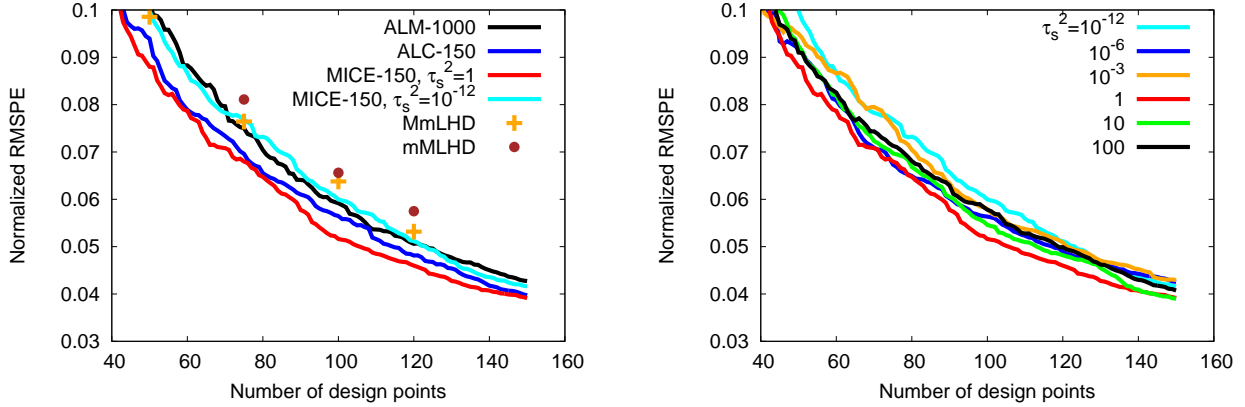 Normalized RMSPE
0.1
0.09
0.08
0.07
0.06
0.05
0.04
0.03
40 60 80 100 120 140 160
Number of design points
ALM-1000
ALC-150
MICE-150, τₛ²=1
MICE-150, τₛ²=10⁻¹²
MmLHD
mMLHD
Normalized RMSPE
0.1
0.09
0.08
0.07
0.06
0.05
0.04
0.03
40 60 80 100 120 140 160
Number of design points
τₛ²=10⁻¹²
10⁻⁶
10⁻³
1
10
100